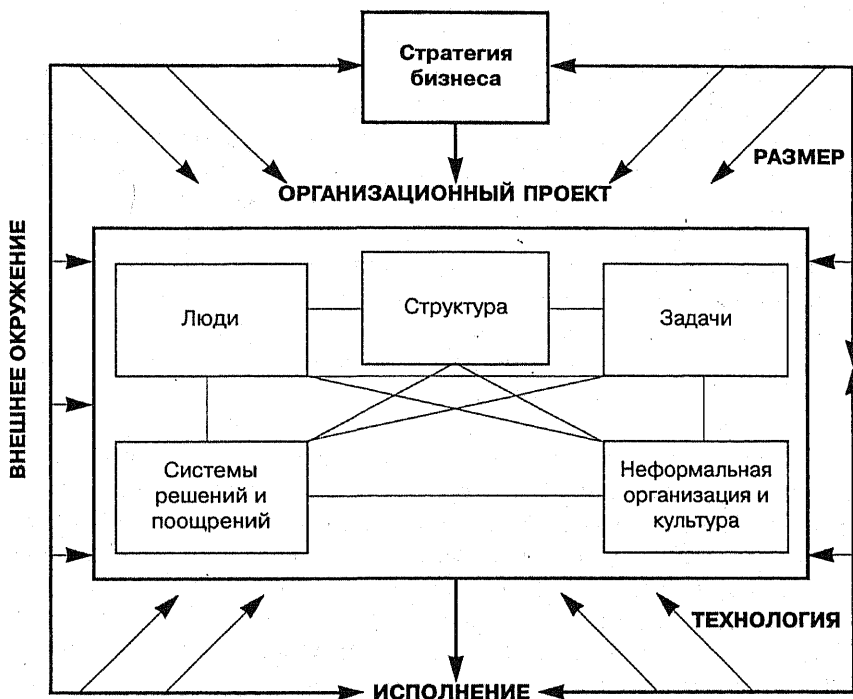 Стратегия
бизнеса
РАЗМЕР
ОРГАНИЗАЦИОННЫЙ ПРОЕКТ
ВНЕШНЕЕ ОКРУЖЕНИЕ
Люди
Структура
Задачи
Системы
решений и
поощрений
Неформальная
организация и
культура
ТЕХНОЛОГИЯ
ИСПОЛНЕНИЕ